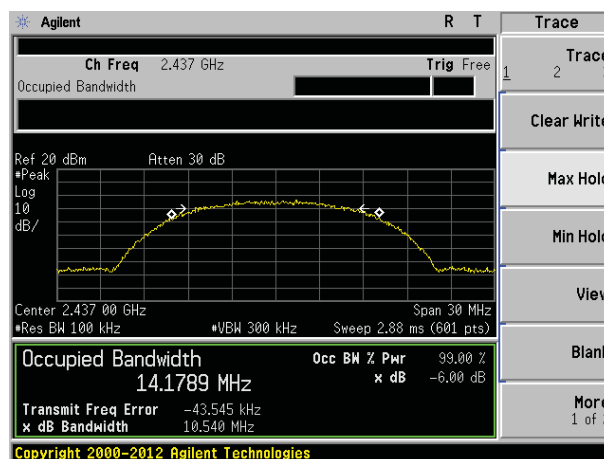 Agilent R T Trace
Ch Freq 2.437 GHz Trig Free
Occupied Bandwidth
Trace
1 2
Clear Write
Max Hold
Min Hold
View
Blank
More
1 of
Ref 20 dBm Atten 30 dB
#Peak
Log
10
dB/
Center 2.437 00 GHz Span 30 MHz
#Res BW 100 kHz #VBW 300 kHz Sweep 2.88 ms (601 pts)
Occupied Bandwidth Occ BW % Pwr 99.00 %
14.1789 MHz x dB -6.00 dB
Transmit Freq Error -43.545 kHz
x dB Bandwidth 10.540 MHz
Copyright 2000-2012 Agilent Technologies